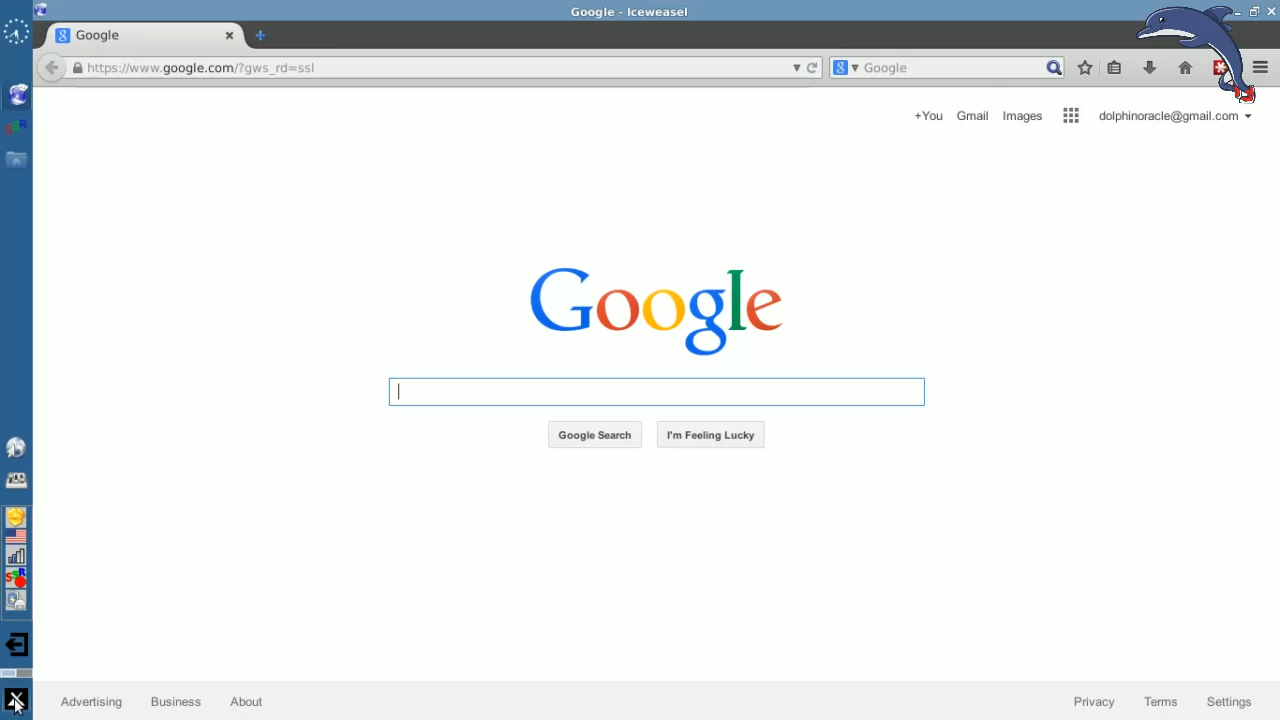 Google - Iceweasel
Google
https://www.google.com/?gws_rd=ssl
Google
+You Gmail Images dolphinoracle@gmail.com
Google
Google Search I'm Feeling Lucky
SSR
Advertising Business About Privacy Terms Settings